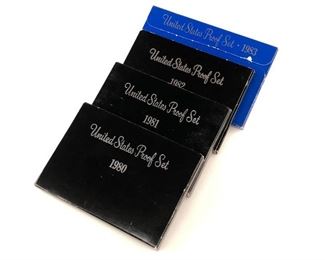 United States Proof Set · 1983
United States Proof Set
1982
United States Proof Set
1981
United States Proof Set
1980